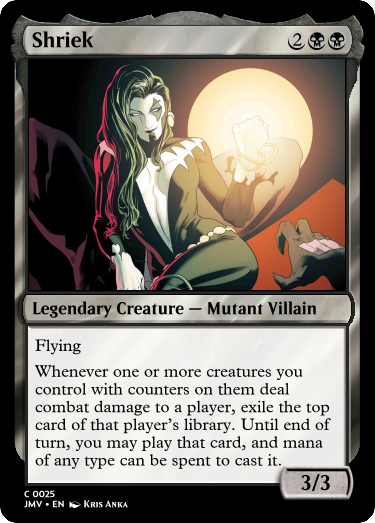 Shriek 2
Legendary Creature — Mutant Villain
Flying
Whenever one or more creatures you
control with counters on them deal
combat damage to a player, exile the top
card of that player's library. Until end of
turn, you may play that card, and mana
of any type can be spent to cast it.
3/3
C 0025
JMV • EN Kris Anka